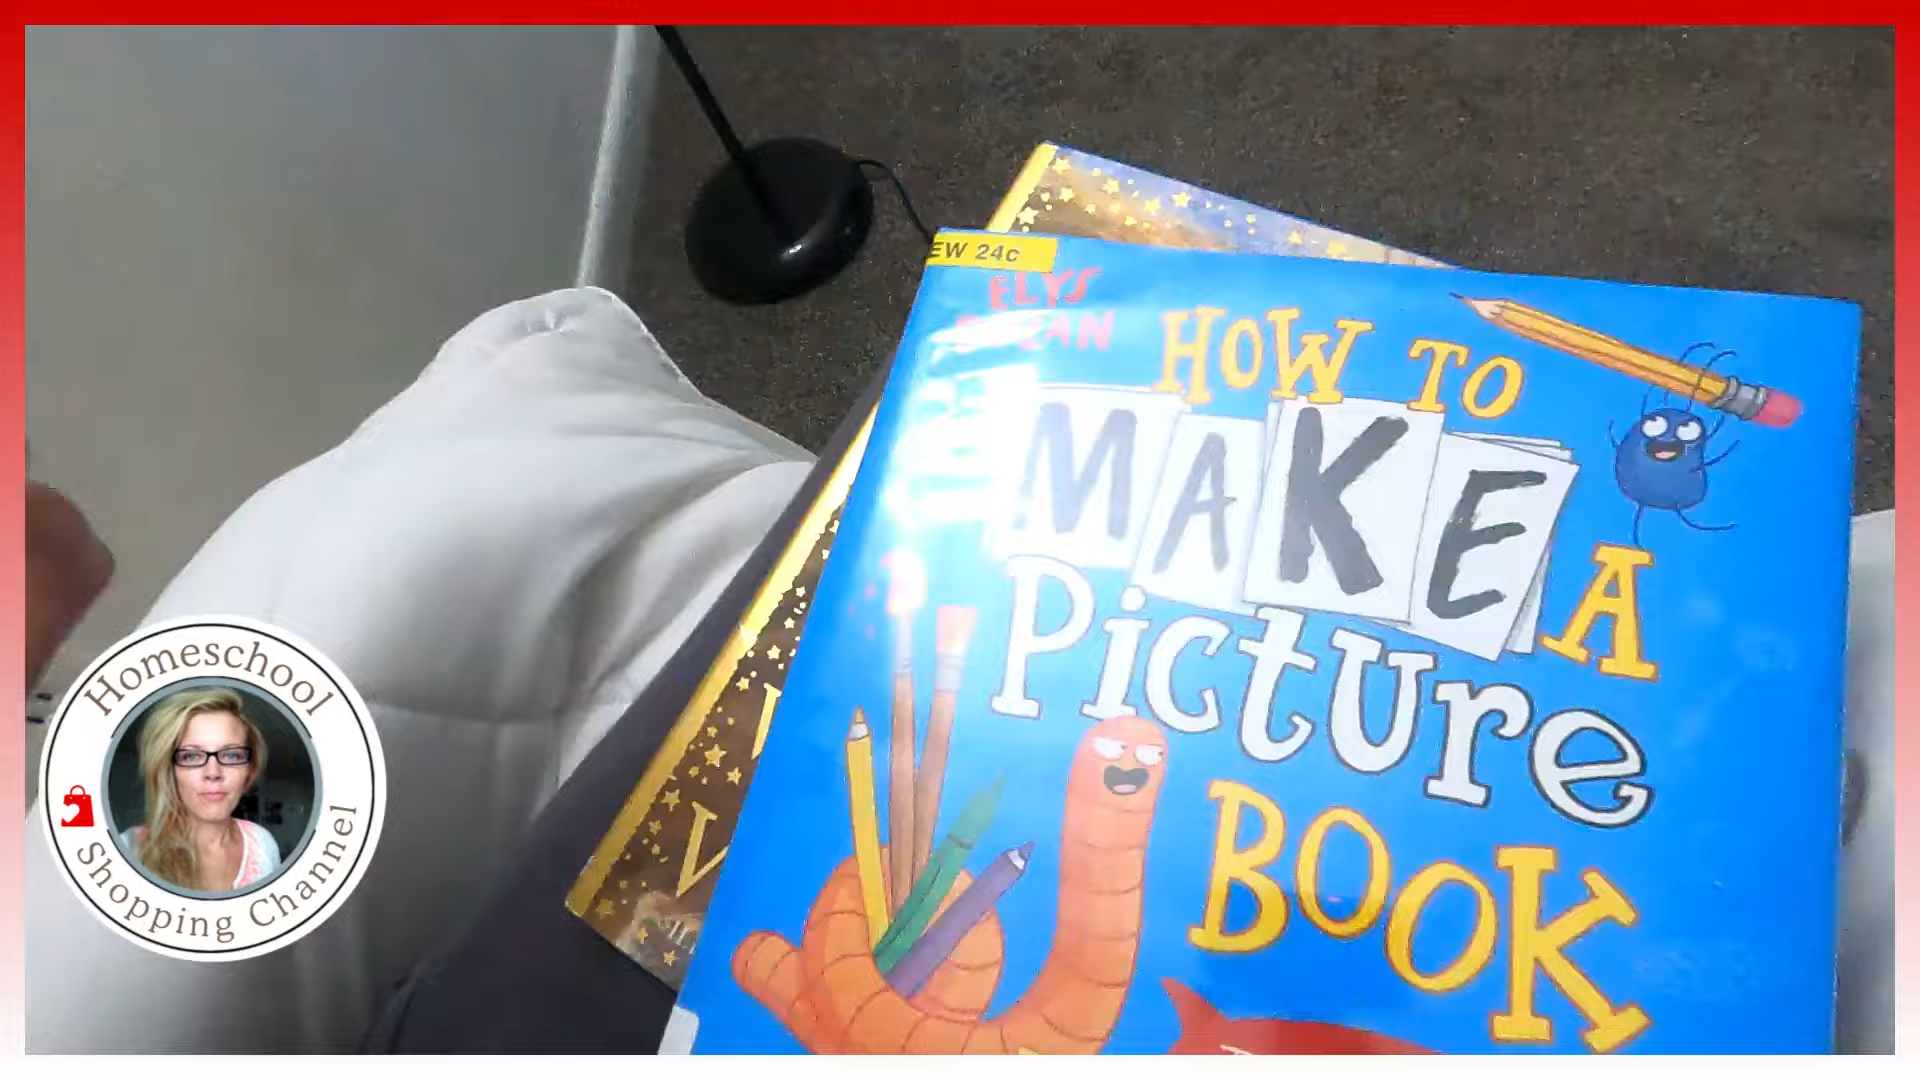 EW 24c
ELYS
HOW TO
MAKE A
Picture
BOOK
Homeschool
Shopping Channel